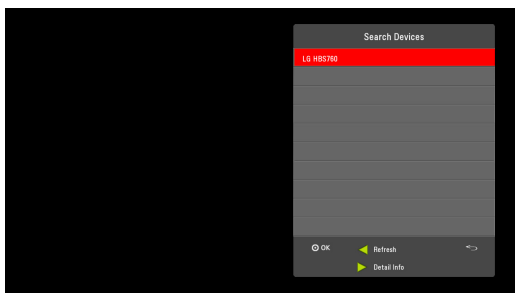 Search Devices
LG HBS760
OK
Refresh
Detail Info